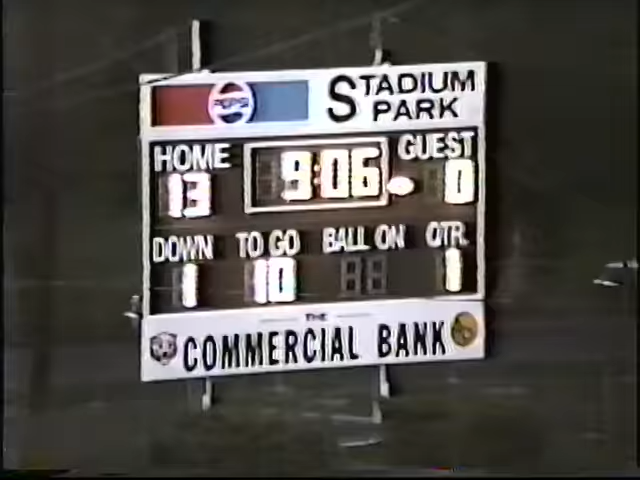 PEPSI
STADIUM
PARK
HOME 9:06 GUEST
13 0
DOWN TO GO BALL ON QTR.
1 10 1
THE
COMMERCIAL BANK